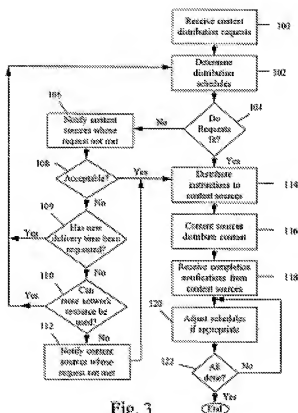 Receive content
distribution requests
100
Determine
distribution
schedules
102
104
Do
Requests
fit?
No
Yes
106
Notify content
sources whose
request not met
108
Acceptable?
Yes
No
109
Has new
delivery time been
requested?
Yes
No
110
Can
more network
resource be
used?
Yes
No
112
Notify content
sources whose
request not met
Distribute
instructions to
content sources
114
Content sources
distribute content
116
Receive completion
notifications from
content sources
118
120
Adjust schedules
if appropriate
122
All
done?
No
Yes
End
Fig. 3